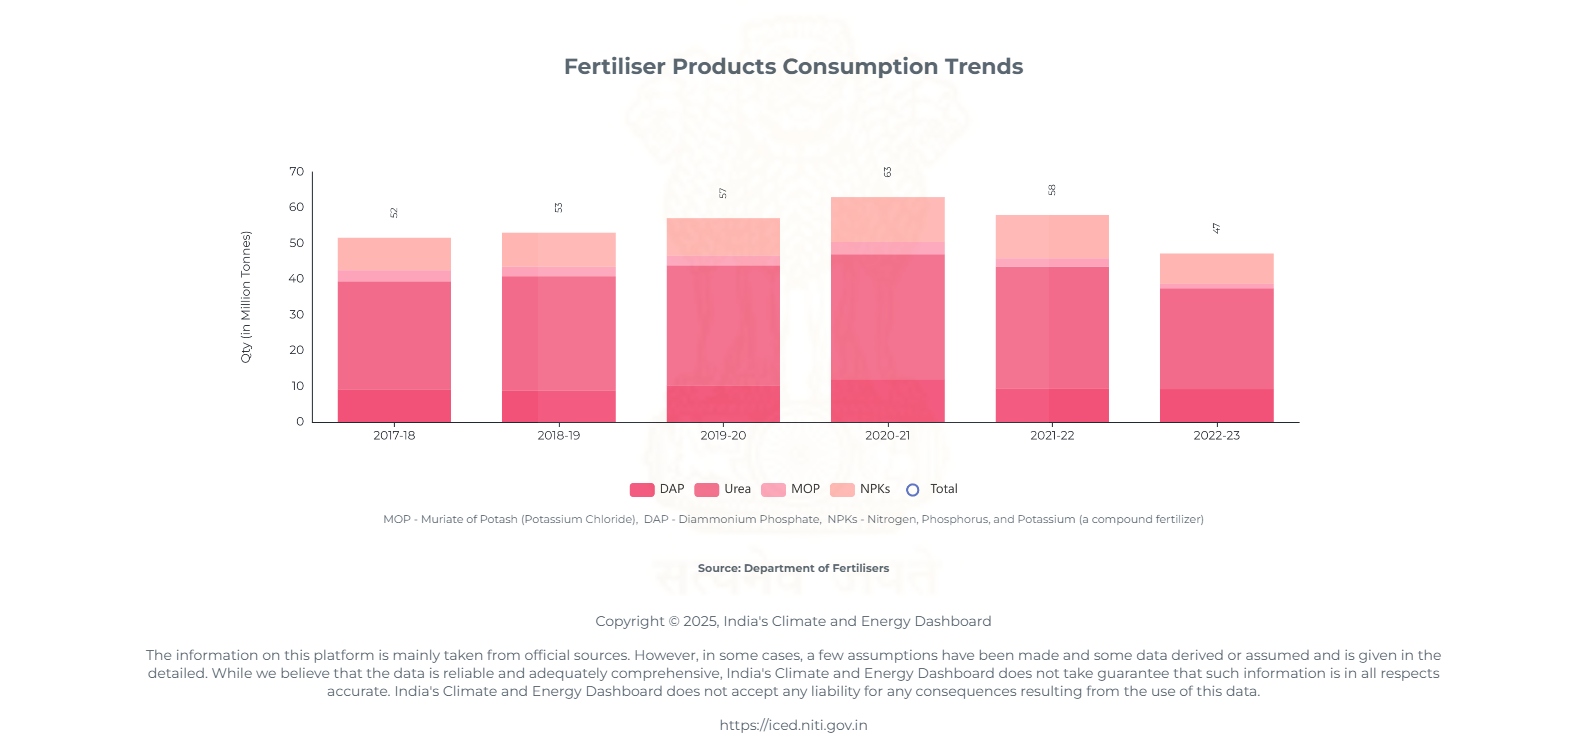 Fertiliser Products Consumption Trends
Qty (in Million Tonnes)
70
60
50
40
30
20
10
0
52
53
57
63
58
47
2017-18 2018-19 2019-20 2020-21 2021-22 2022-23
DAP Urea MOP NPKs Total
MOP - Muriate of Potash (Potassium Chloride), DAP - Diammonium Phosphate, NPKs - Nitrogen, Phosphorus, and Potassium (a compound fertilizer)
Source: Department of Fertilisers
सत्यमेव जयते
Copyright © 2025, India's Climate and Energy Dashboard
The information on this platform is mainly taken from official sources. However, in some cases, a few assumptions have been made and some data derived or assumed and is given in the
detailed. While we believe that the data is reliable and adequately comprehensive, India's Climate and Energy Dashboard does not take guarantee that such information is in all respects
accurate. India's Climate and Energy Dashboard does not accept any liability for any consequences resulting from the use of this data.
https://iced.niti.gov.in